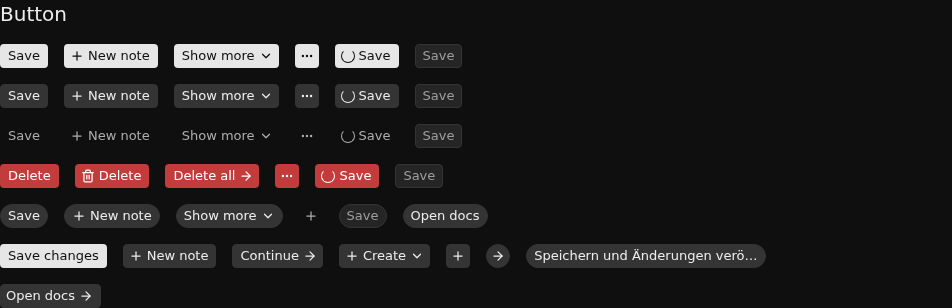 Button
Save New note Show more ... Save Save
Save New note Show more ... Save Save
Save New note Show more ... Save Save
Delete Delete Delete all ... Save Save
Save New note Show more Save Open docs
Save changes New note Continue Create Speichern und Änderungen verö...
Open docs